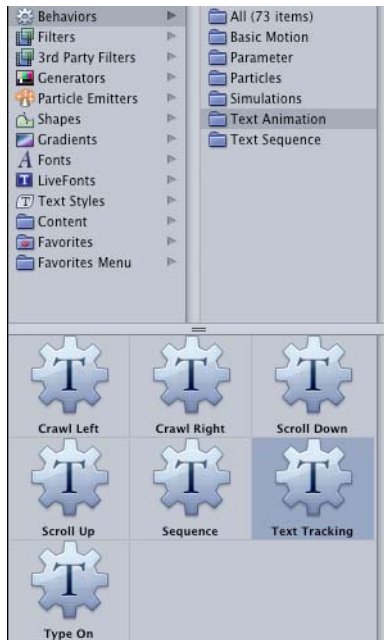 Behaviors
Filters
3rd Party Filters
Generators
Particle Emitters
Shapes
Gradients
A Fonts
T LiveFonts
T Text Styles
Content
Favorites
Favorites Menu
All (73 items)
Basic Motion
Parameter
Particles
Simulations
Text Animation
Text Sequence
T T T
Crawl Left Crawl Right Scroll Down
T T T
Scroll Up Sequence Text Tracking
T
Type On